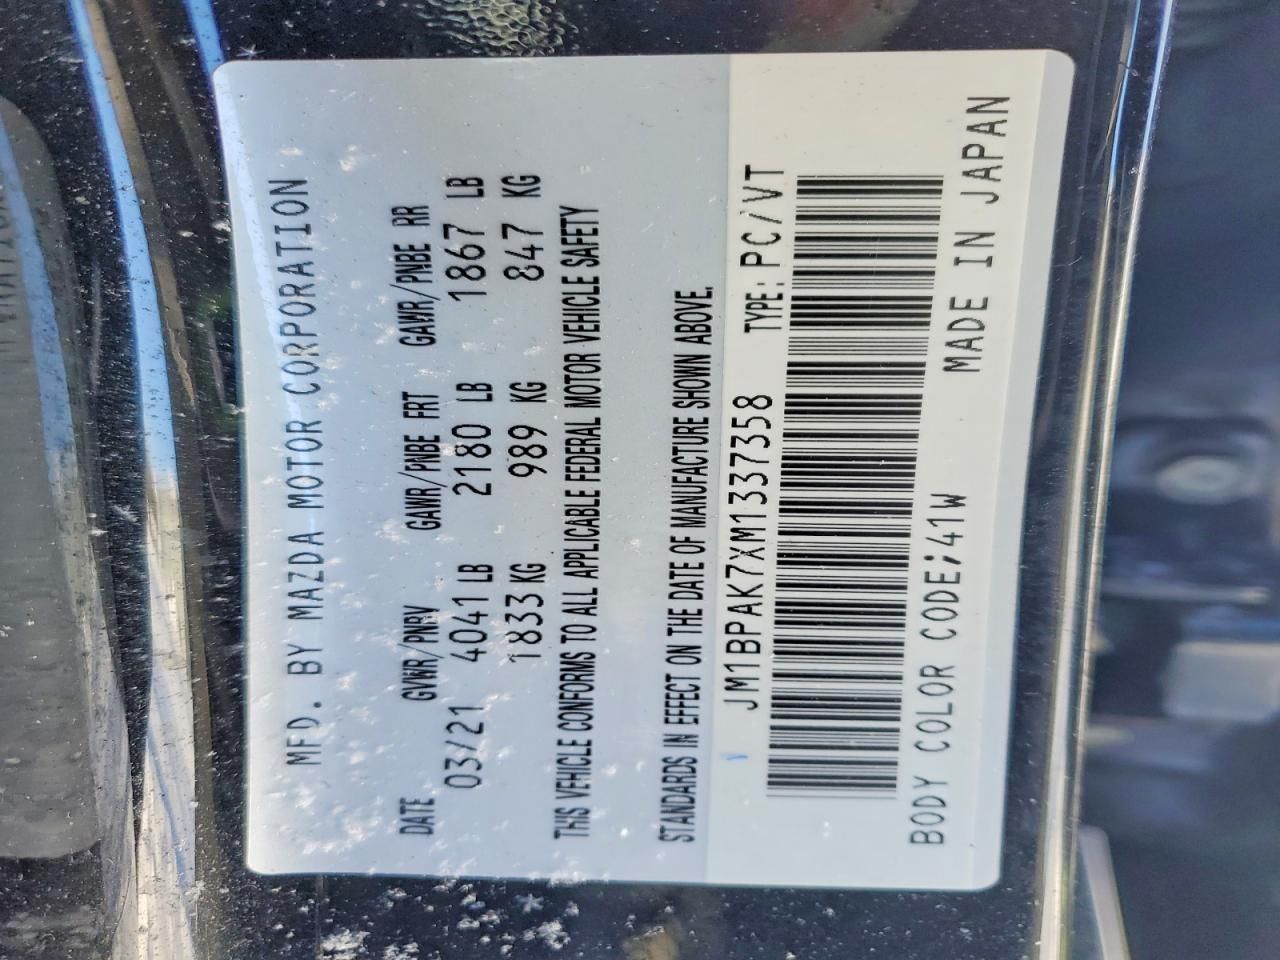 MFD. BY MAZDA MOTOR CORPORATION
DATE GVWR/PNBV GAWR/PNBE FRT GAWR/PNBE RR
03/21 4041 LB 2180 LB 1867 LB
1833 KG 989 KG 847 KG
THIS VEHICLE CONFORMS TO ALL APPLICABLE FEDERAL MOTOR VEHICLE SAFETY
STANDARDS IN EFFECT ON THE DATE OF MANUFACTURE SHOWN ABOVE.
JM1BPAK7XM1337358 TYPE: PC/VT
BODY COLOR CODE:41W MADE IN JAPAN